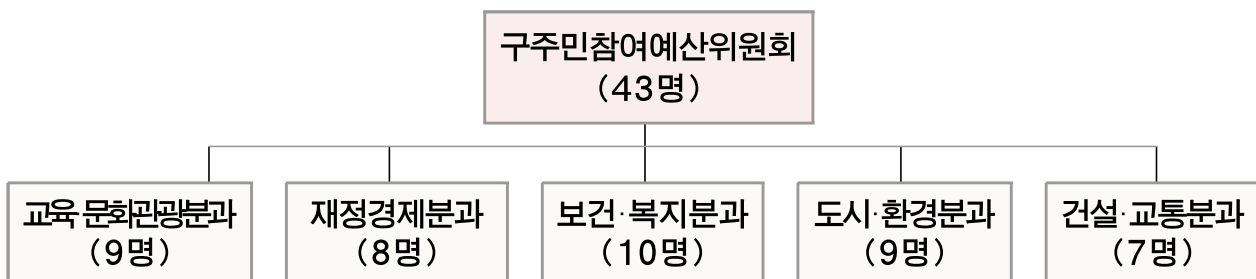 구주민참여예산위원회
(43명)
교육 문화관광분과
(9명)
재정경제분과
(8명)
보건·복지분과
(10명)
도시·환경분과
(9명)
건설·교통분과
(7명)